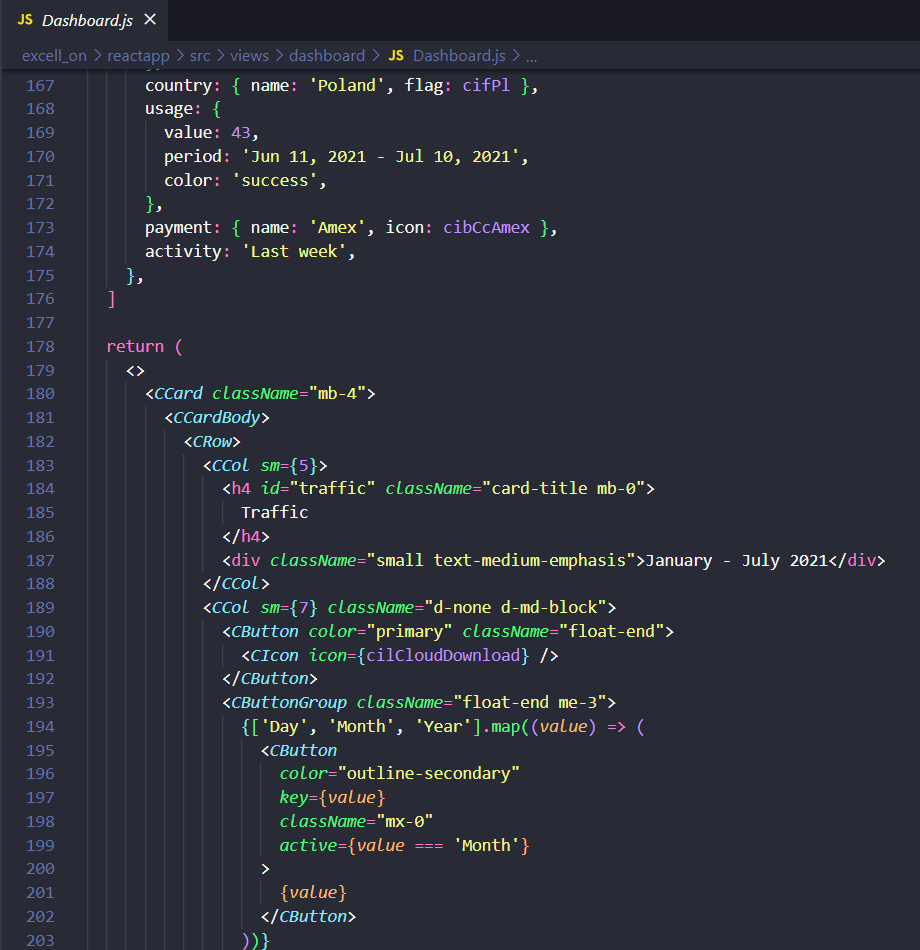 JS Dashboard.js ×
excell_on > reactapp > src > views > dashboard > JS Dashboard.js > ...
167 country: { name: 'Poland', flag: cifPl },
168 usage: {
169 value: 43,
170 period: 'Jun 11, 2021 - Jul 10, 2021',
171 color: 'success',
172 },
173 payment: { name: 'Amex', icon: cibCcAmex },
174 activity: 'Last week',
175 },
176 ]
177
178 return (
179 <>
180 <CCard className="mb-4">
181 <CCardBody>
182 <CRow>
183 <CCol sm={5}>
184 <h4 id="traffic" className="card-title mb-0">
185 Traffic
186 </h4>
187 <div className="small text-medium-emphasis">January - July 2021</div>
188 </CCol>
189 <CCol sm={7} className="d-none d-md-block">
190 <CButton color="primary" className="float-end">
191 <CIcon icon={cilCloudDownload} />
192 </CButton>
193 <CButtonGroup className="float-end me-3">
194 {['Day', 'Month', 'Year'].map((value) => (
195 <CButton
196 color="outline-secondary"
197 key={value}
198 className="mx-0"
199 active={value === 'Month'}
200 >
201 {value}
202 </CButton>
203 ))}